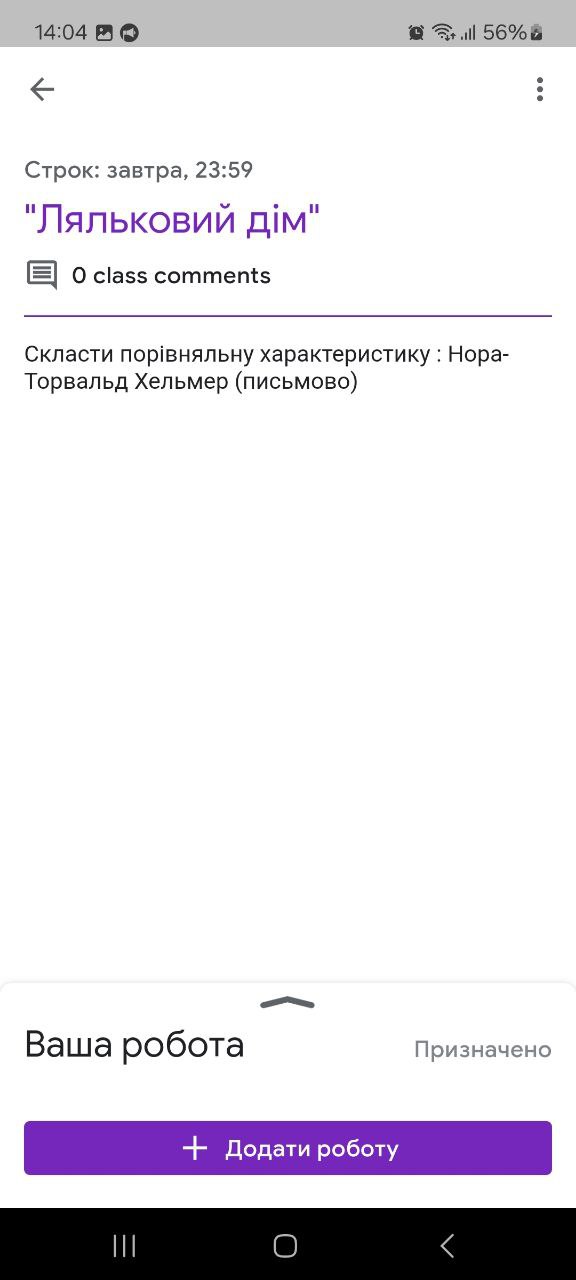 14:04 56%
Строк: завтра, 23:59
"Ляльковий дім"
0 class comments
Скласти порівняльну характеристику : Нора-
Торвальд Хельмер (письмово)
Ваша робота
Призначено
Додати роботу